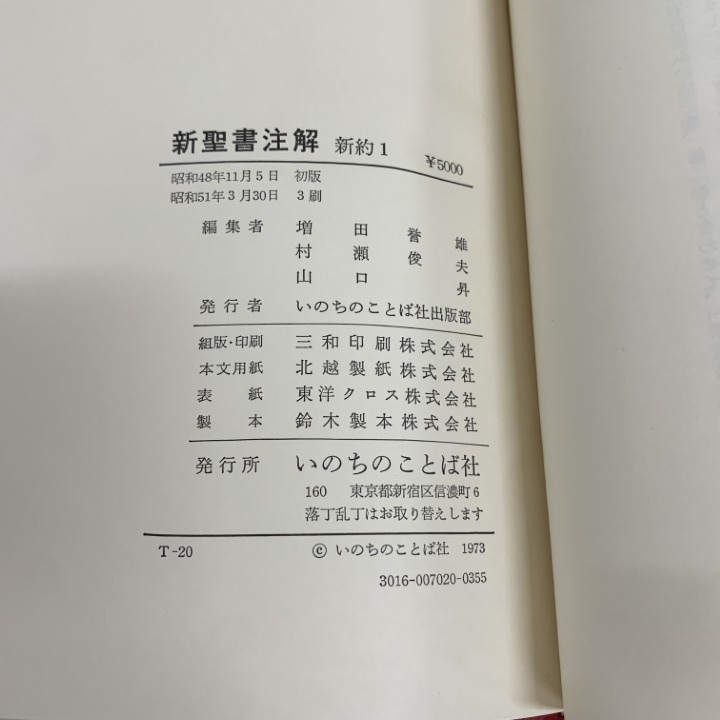 新聖書注解 新約1 ¥5000
昭和48年11月5日 初版
昭和51年3月30日 3刷
編集者 増田誉雄
村瀬俊夫
山口昇
発行者 いのちのことば社出版部
組版・印刷 三和印刷株式会社
本文用紙 北越製紙株式会社
表紙 東洋クロス株式会社
製本 鈴木製本株式会社
発行所 いのちのことば社
160 東京都新宿区信濃町6
落丁乱丁はお取り替えします
T-20 © いのちのことば社 1973
3016-007020-0355